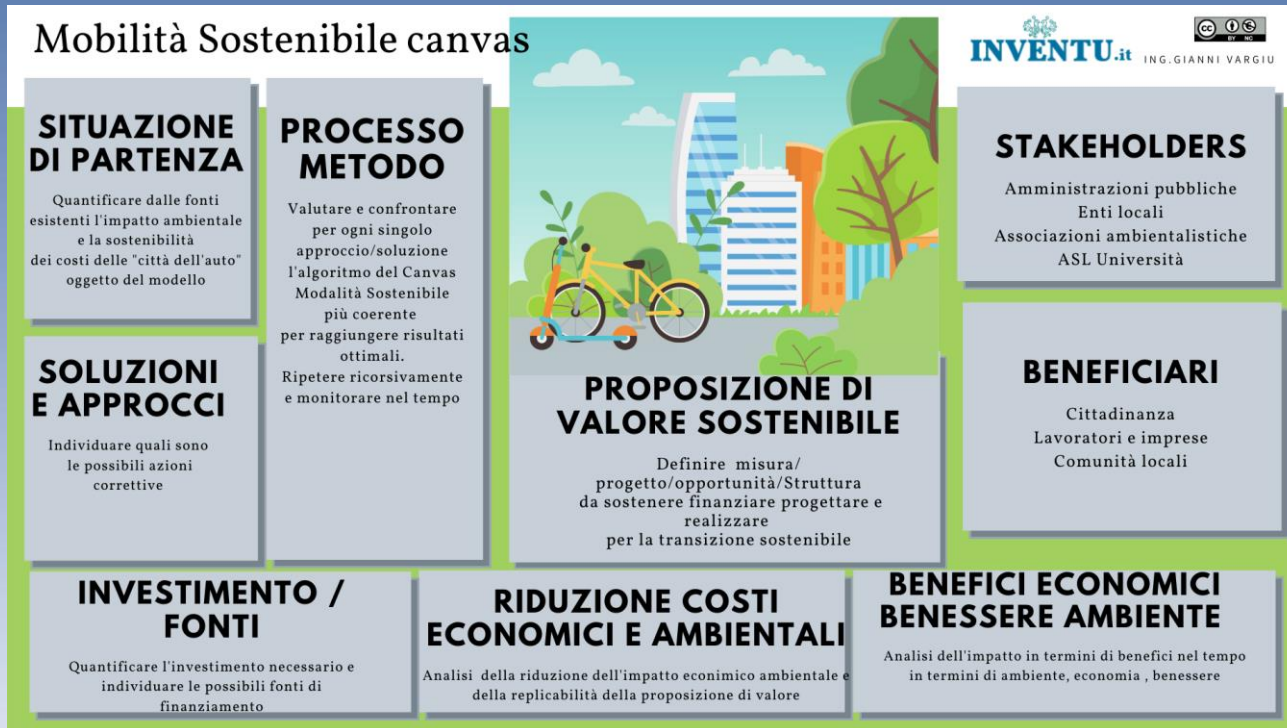 Mobilità Sostenibile canvas
INVENTU.it
ING.GIANNI VARGIU
cc
BY NC
SITUAZIONE
DI PARTENZA
Quantificare dalle fonti
esistenti l'impatto ambientale
e la sostenibilità
dei costi delle "città dell'auto"
oggetto del modello
PROCESSO
METODO
Valutare e confrontare
per ogni singolo
approccio/soluzione
l'algoritmo del Canvas
Modalità Sostenibile
più coerente
per raggiungere risultati
ottimali.
Ripetere ricorsivamente
e monitorare nel tempo
STAKEHOLDERS
Amministrazioni pubbliche
Enti locali
Associazioni ambientalistiche
ASL Università
SOLUZIONI
E APPROCCI
Individuare quali sono
le possibili azioni
correttive
PROPOSIZIONE DI
VALORE SOSTENIBILE
Definire misura/
progetto/opportunità/Struttura
da sostenere finanziare progettare e
realizzare
per la transizione sostenibile
BENEFICIARI
Cittadinanza
Lavoratori e imprese
Comunità locali
INVESTIMENTO /
FONTI
Quantificare l'investimento necessario e
individuare le possibili fonti di
finanziamento
RIDUZIONE COSTI
ECONOMICI E AMBIENTALI
Analisi della riduzione dell'impatto econimico ambientale e
della replicabilità della proposizione di valore
BENEFICI ECONOMICI
BENESSERE AMBIENTE
Analisi dell'impatto in termini di benefici nel tempo
in termini di ambiente, economia , benessere